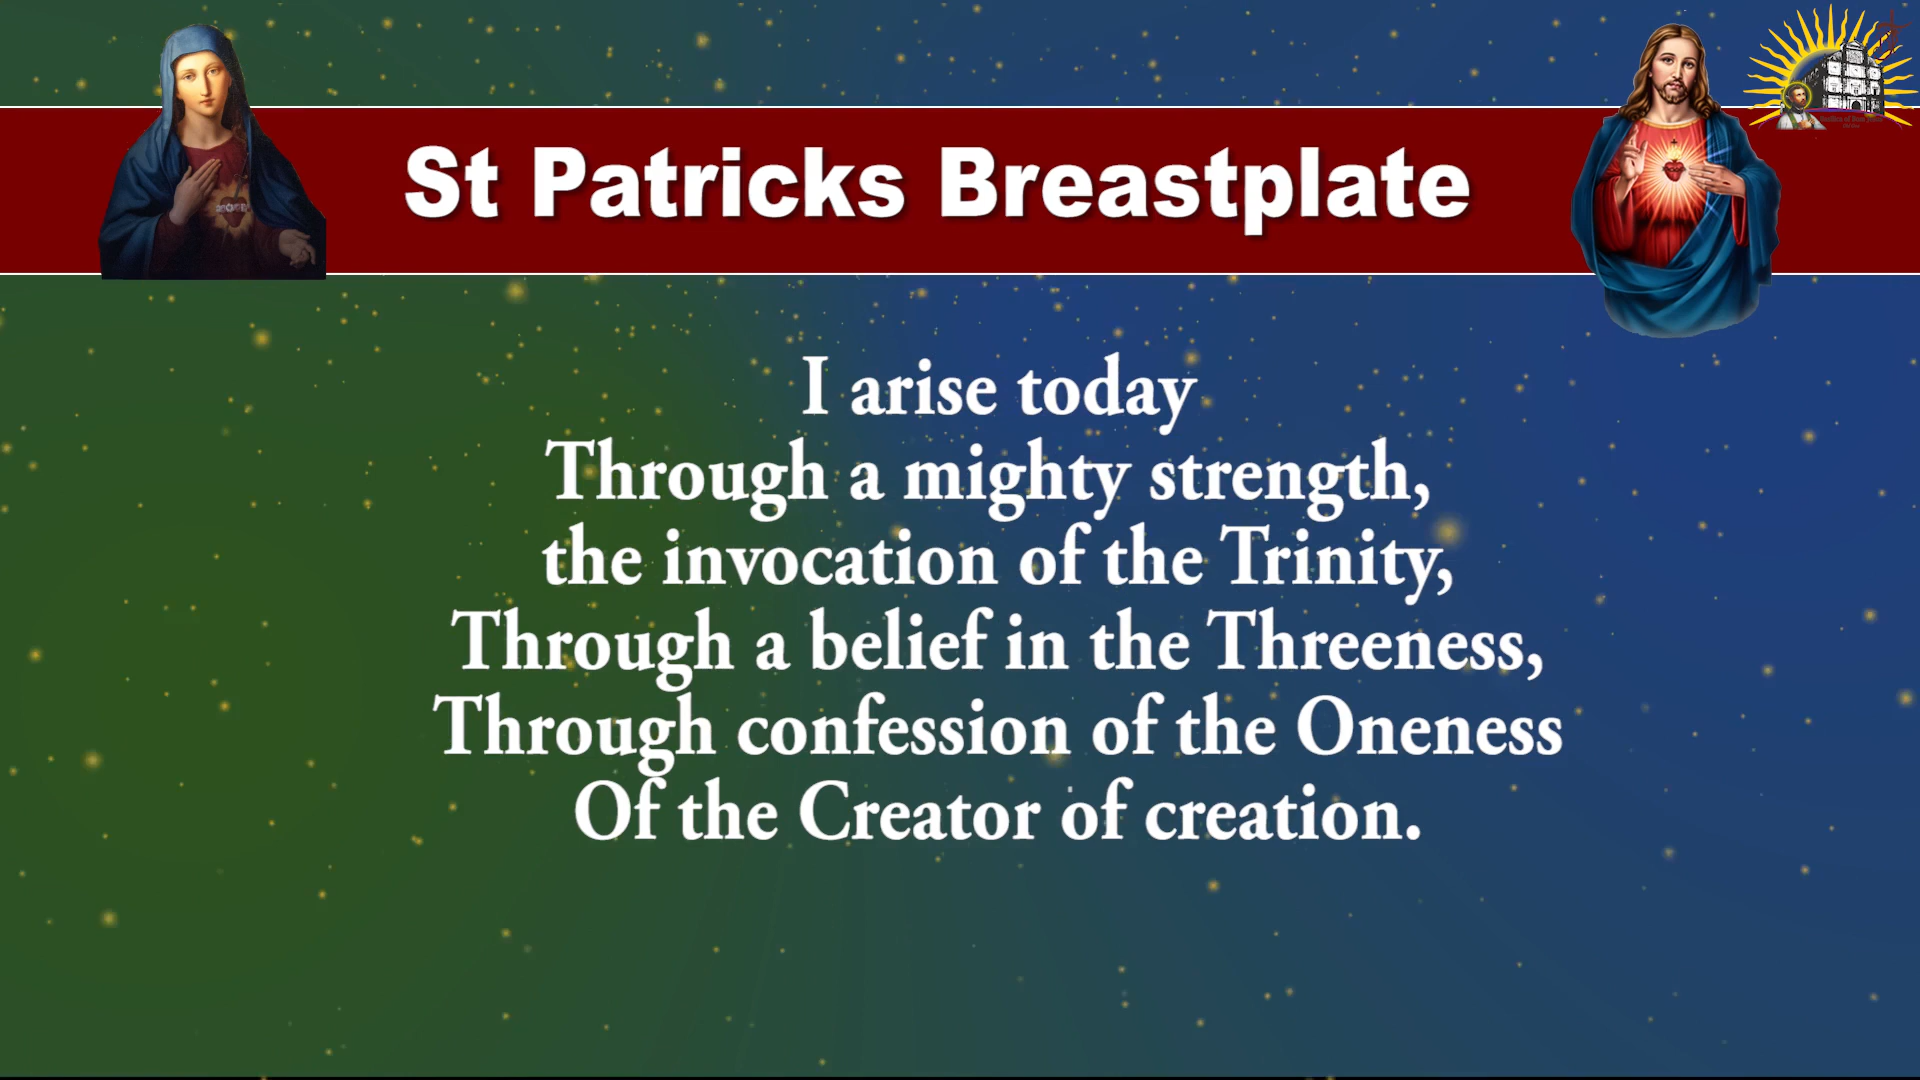 St Patricks Breastplate
I arise today
Through a mighty strength,
the invocation of the Trinity,
Through a belief in the Threeness,
Through confession of the Oneness
Of the Creator of creation.